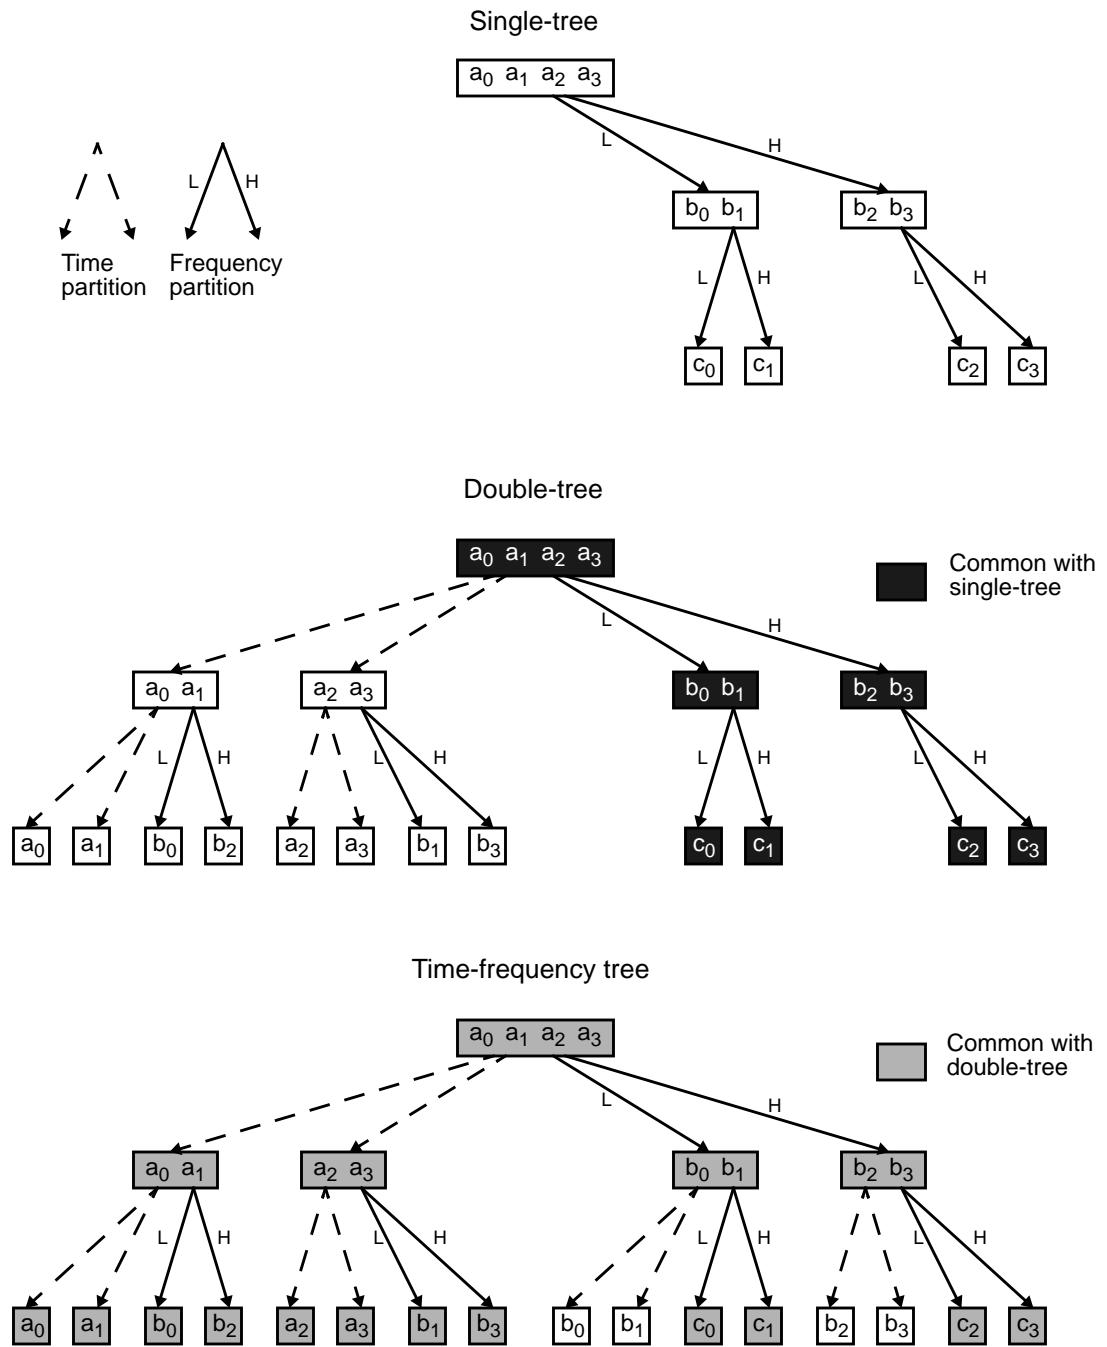 Single-tree
a0 a1 a2 a3
L H
L H
b0 b1 b2 b3
Time partition
Frequency partition
L H L H
c0 c1 c2 c3
Double-tree
a0 a1 a2 a3
Common with
single-tree
L H
a0 a1 a2 a3 b0 b1 b2 b3
L H L H L H L H
a0 a1 b0 b2 a2 a3 b1 b3 c0 c1 c2 c3
Time-frequency tree
a0 a1 a2 a3
Common with
double-tree
L H
a0 a1 a2 a3 b0 b1 b2 b3
L H L H L H L H
a0 a1 b0 b2 a2 a3 b1 b3 b0 b1 c0 c1 b2 b3 c2 c3